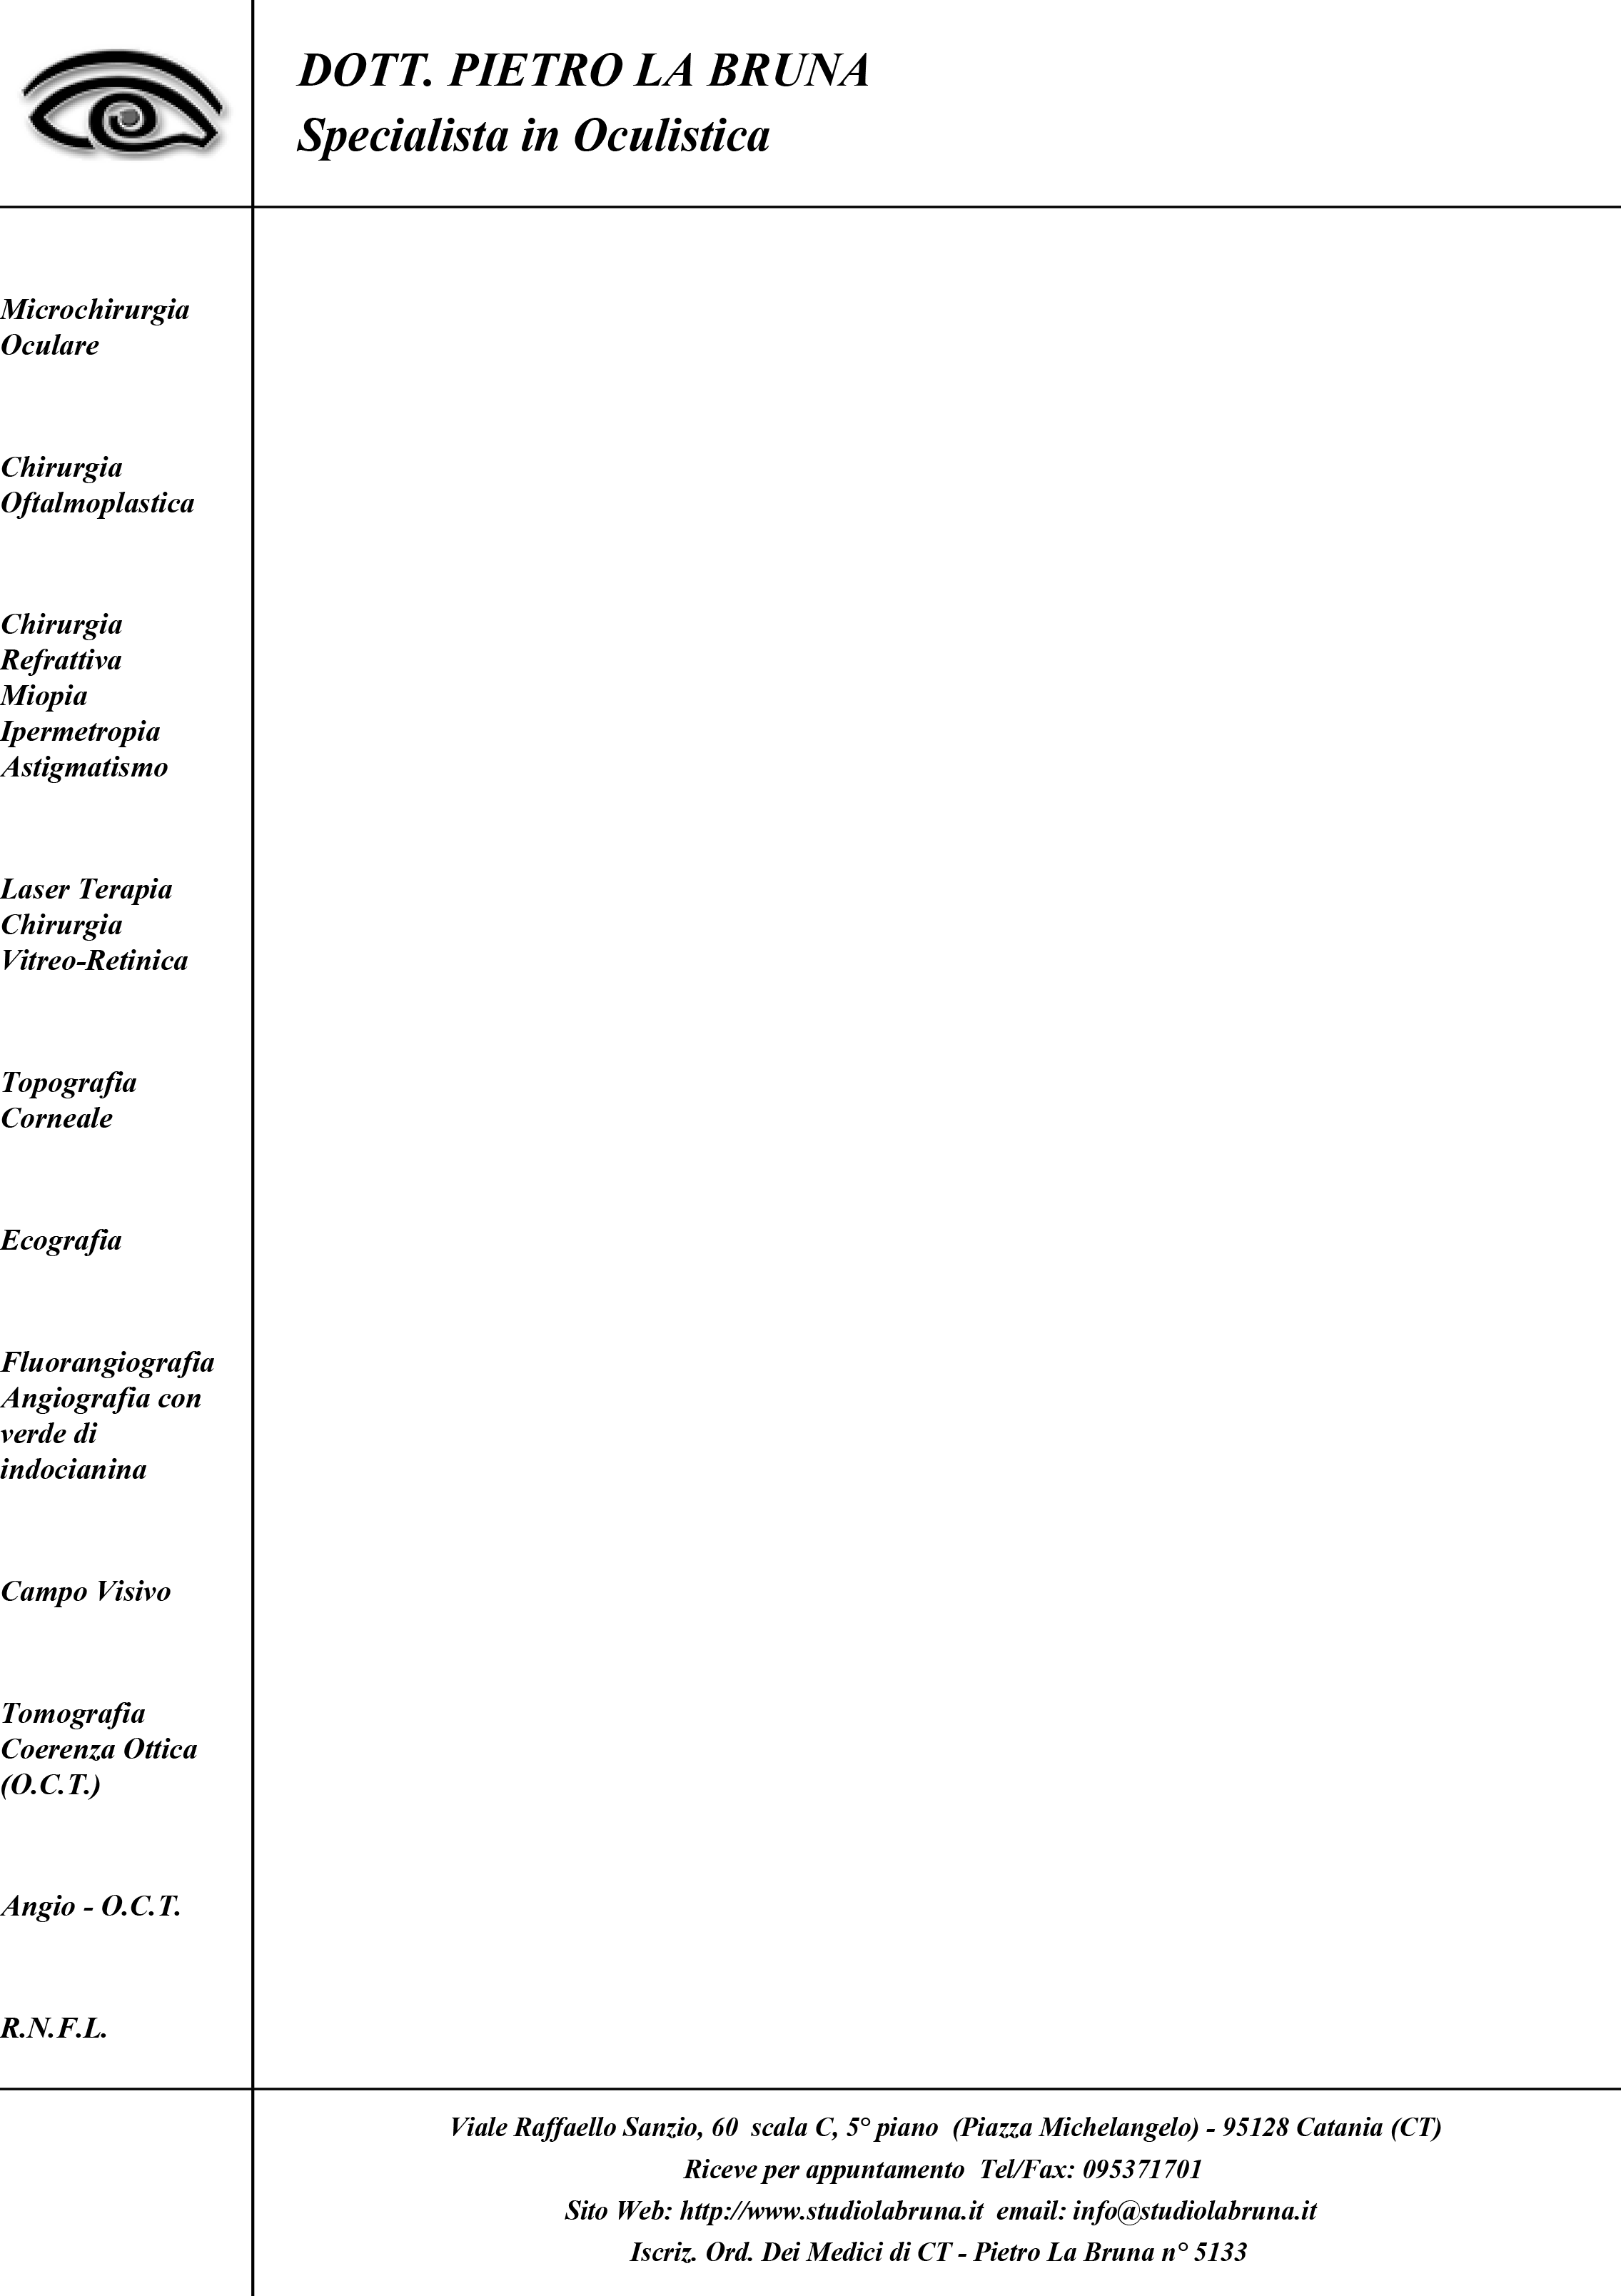 DOTT. PIETRO LA BRUNA
Specialista in Oculistica
Microchirurgia
Oculare
Chirurgia
Oftalmoplastica
Chirurgia
Refrattiva
Miopia
Ipermetropia
Astigmatismo
Laser Terapia
Chirurgia
Vitreo-Retinica
Topografia
Corneale
Ecografia
Fluorangiografia
Angiografia con
verde di
indocianina
Campo Visivo
Tomografia
Coerenza Ottica
(O.C.T.)
Angio - O.C.T.
R.N.F.L.
Viale Raffaello Sanzio, 60 scala C, 5° piano (Piazza Michelangelo) - 95128 Catania (CT)
Riceve per appuntamento Tel/Fax: 095371701
Sito Web: http://www.studiolabruna.it email: info@studiolabruna.it
Iscriz. Ord. Dei Medici di CT - Pietro La Bruna n° 5133